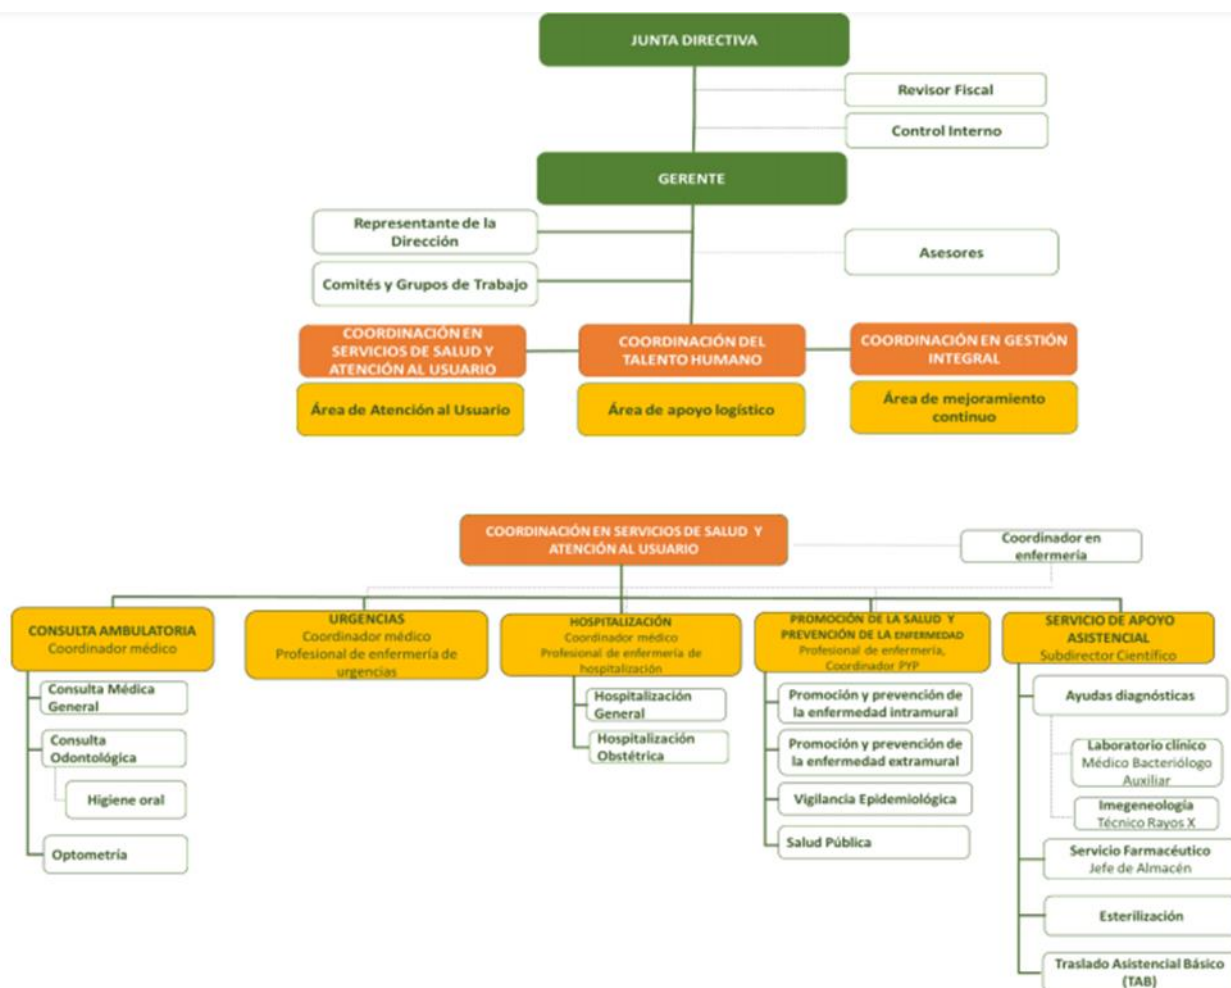 JUNTA DIRECTIVA
Revisor Fiscal
Control Interno
GERENTE
Representante de la
Dirección
Asesores
Comités y Grupos de Trabajo
COORDINACIÓN EN
SERVICIOS DE SALUD Y
ATENCIÓN AL USUARIO
COORDINACIÓN DEL
TALENTO HUMANO
COORDINACIÓN EN GESTIÓN
INTEGRAL
Área de Atención al Usuario
Área de apoyo logístico
Área de mejoramiento
continuo
COORDINACIÓN EN SERVICIOS DE SALUD Y
ATENCIÓN AL USUARIO
Coordinador en
enfermería
CONSULTA AMBULATORIA
Coordinador médico
Consulta Médica
General
Consulta
Odontológica
Higiene oral
Optometría
URGENCIAS
Coordinador médico
Profesional de enfermería de
urgencias
HOSPITALIZACIÓN
Coordinador médico
Profesional de enfermería de
hospitalización
Hospitalización
General
Hospitalización
Obstétrica
PROMOCIÓN DE LA SALUD Y
PREVENCIÓN DE LA ENFERMEDAD
Profesional de enfermería,
Coordinador PYP
Promoción y prevención de
la enfermedad intramural
Promoción y prevención de
la enfermedad extramural
Vigilancia Epidemiológica
Salud Pública
SERVICIO DE APOYO
ASISTENCIAL
Subdirector Científico
Ayudas diagnósticas
Laboratorio clínico
Médico Bacteriólogo
Auxiliar
Imegeneología
Técnico Rayos X
Servicio Farmacéutico
Jefe de Almacén
Esterilización
Traslado Asistencial Básico
(TAB)